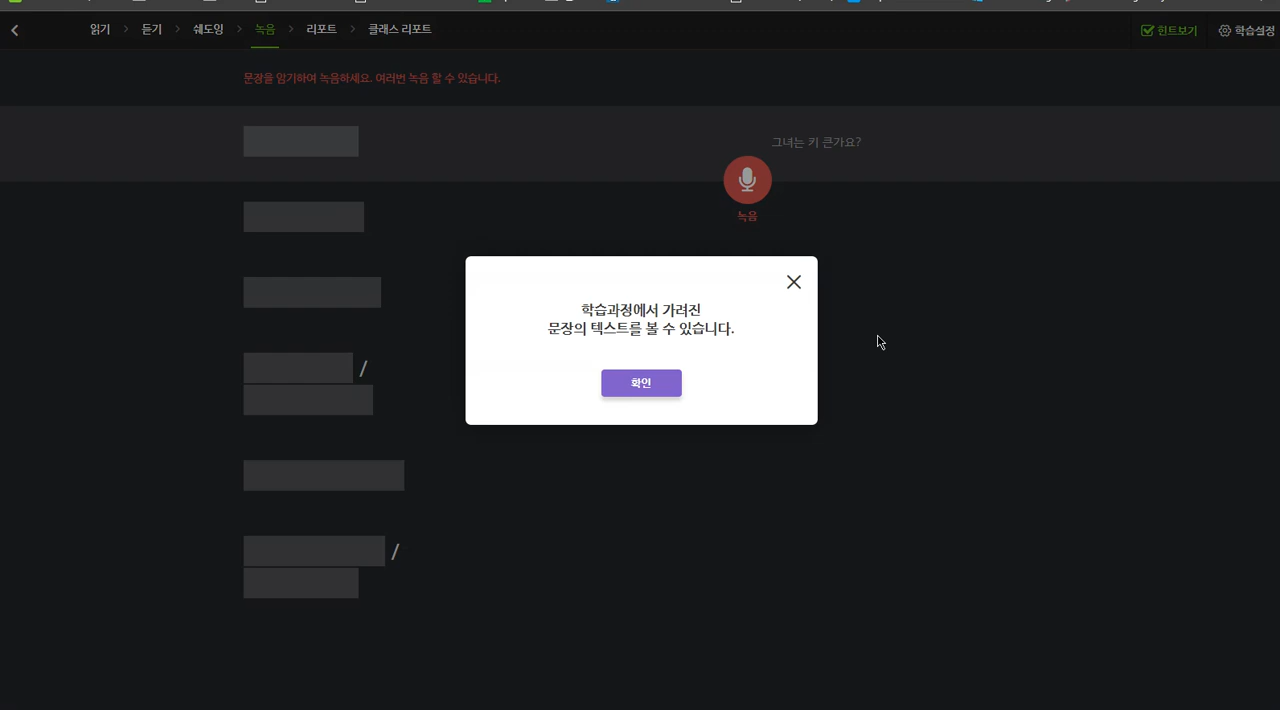 읽기 > 듣기 > 쉐도잉 > 녹음 > 리포트 > 클래스 리포트
힌트보기 학습설정
문장을 암기하여 녹음하세요. 여러번 녹음 할 수 있습니다.
그녀는 키 큰가요?
녹음
학습과정에서 가려진
문장의 텍스트를 볼 수 있습니다.
확인
/
/